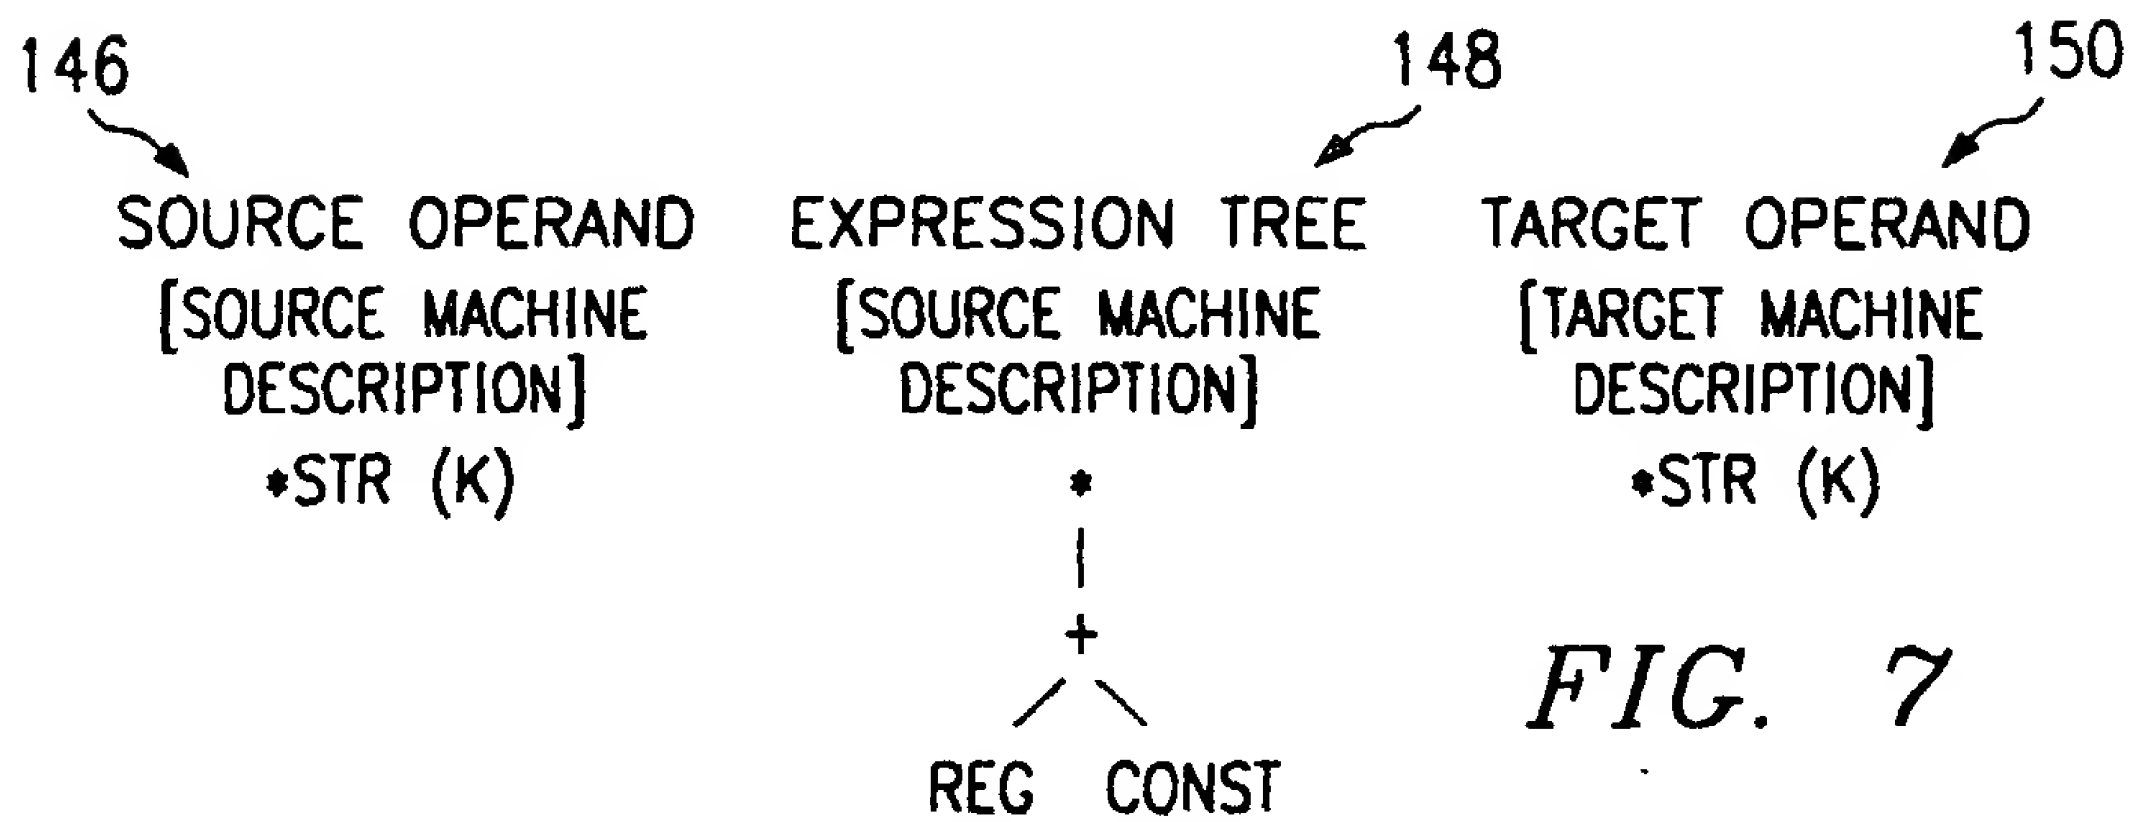 146
148
150
SOURCE OPERAND
[SOURCE MACHINE
DESCRIPTION]
*STR (K)
EXPRESSION TREE
[SOURCE MACHINE
DESCRIPTION]
*
+
REG CONST
TARGET OPERAND
[TARGET MACHINE
DESCRIPTION]
*STR (K)
FIG. 7